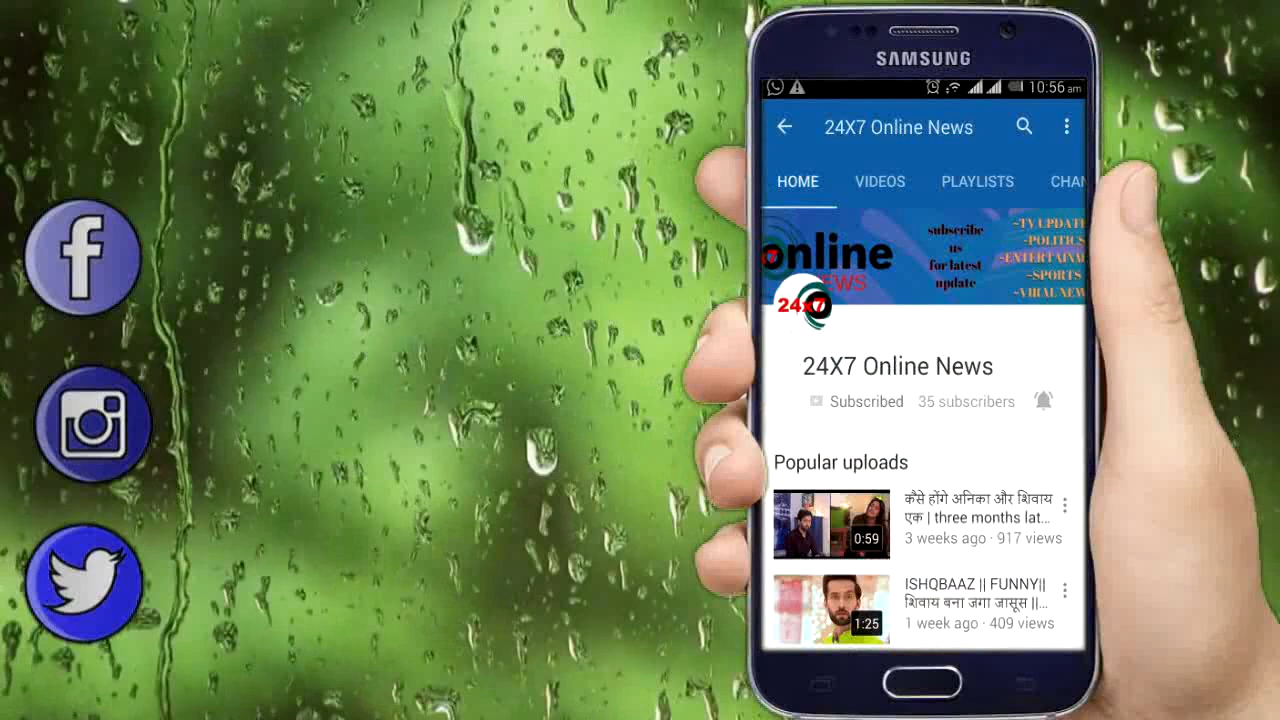 SAMSUNG
10:56 am
24X7 Online News
HOME VIDEOS PLAYLISTS CHAN
online
NEWS
24x7
subscribe
us
for latest
update
~TV UPDATE
~POLITICS
~ENTERTAINM
~SPORTS
~VIRAL NEW
24X7 Online News
Subscribed 35 subscribers
Popular uploads
कैसे होंगे अनिका और शिवाय
एक | three months lat...
3 weeks ago · 917 views
0:59
ISHQBAAZ || FUNNY||
शिवाय बना जगा जासूस ||...
1 week ago · 409 views
1:25